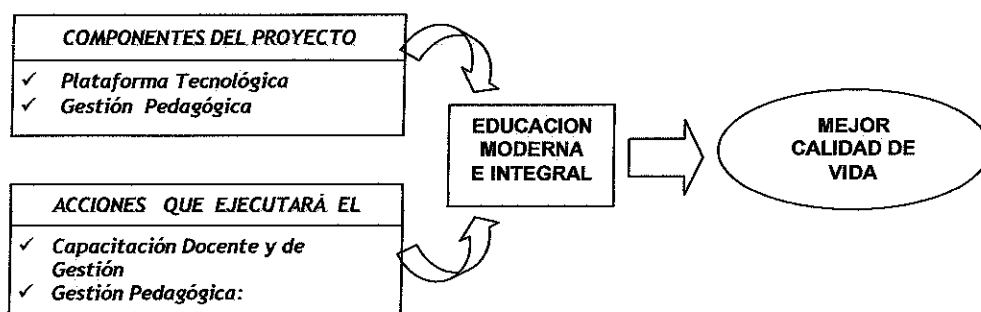 COMPONENTES DEL PROYECTO
✓ Plataforma Tecnológica
✓ Gestión Pedagógica
ACCIONES QUE EJECUTARÁ EL
✓ Capacitación Docente y de
Gestión
✓ Gestión Pedagógica:
EDUCACION
MODERNA
E INTEGRAL
MEJOR
CALIDAD DE
VIDA